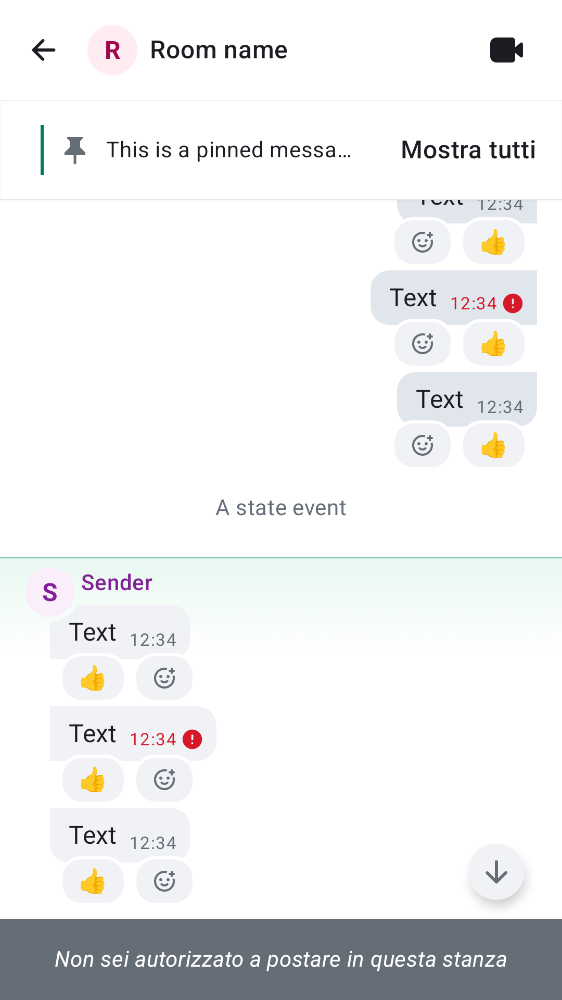 R Room name
This is a pinned messa... Mostra tutti
Text 12:34
👍
Text 12:34
👍
Text 12:34
👍
A state event
S Sender
Text 12:34
👍
Text 12:34
👍
Text 12:34
👍
Non sei autorizzato a postare in questa stanza